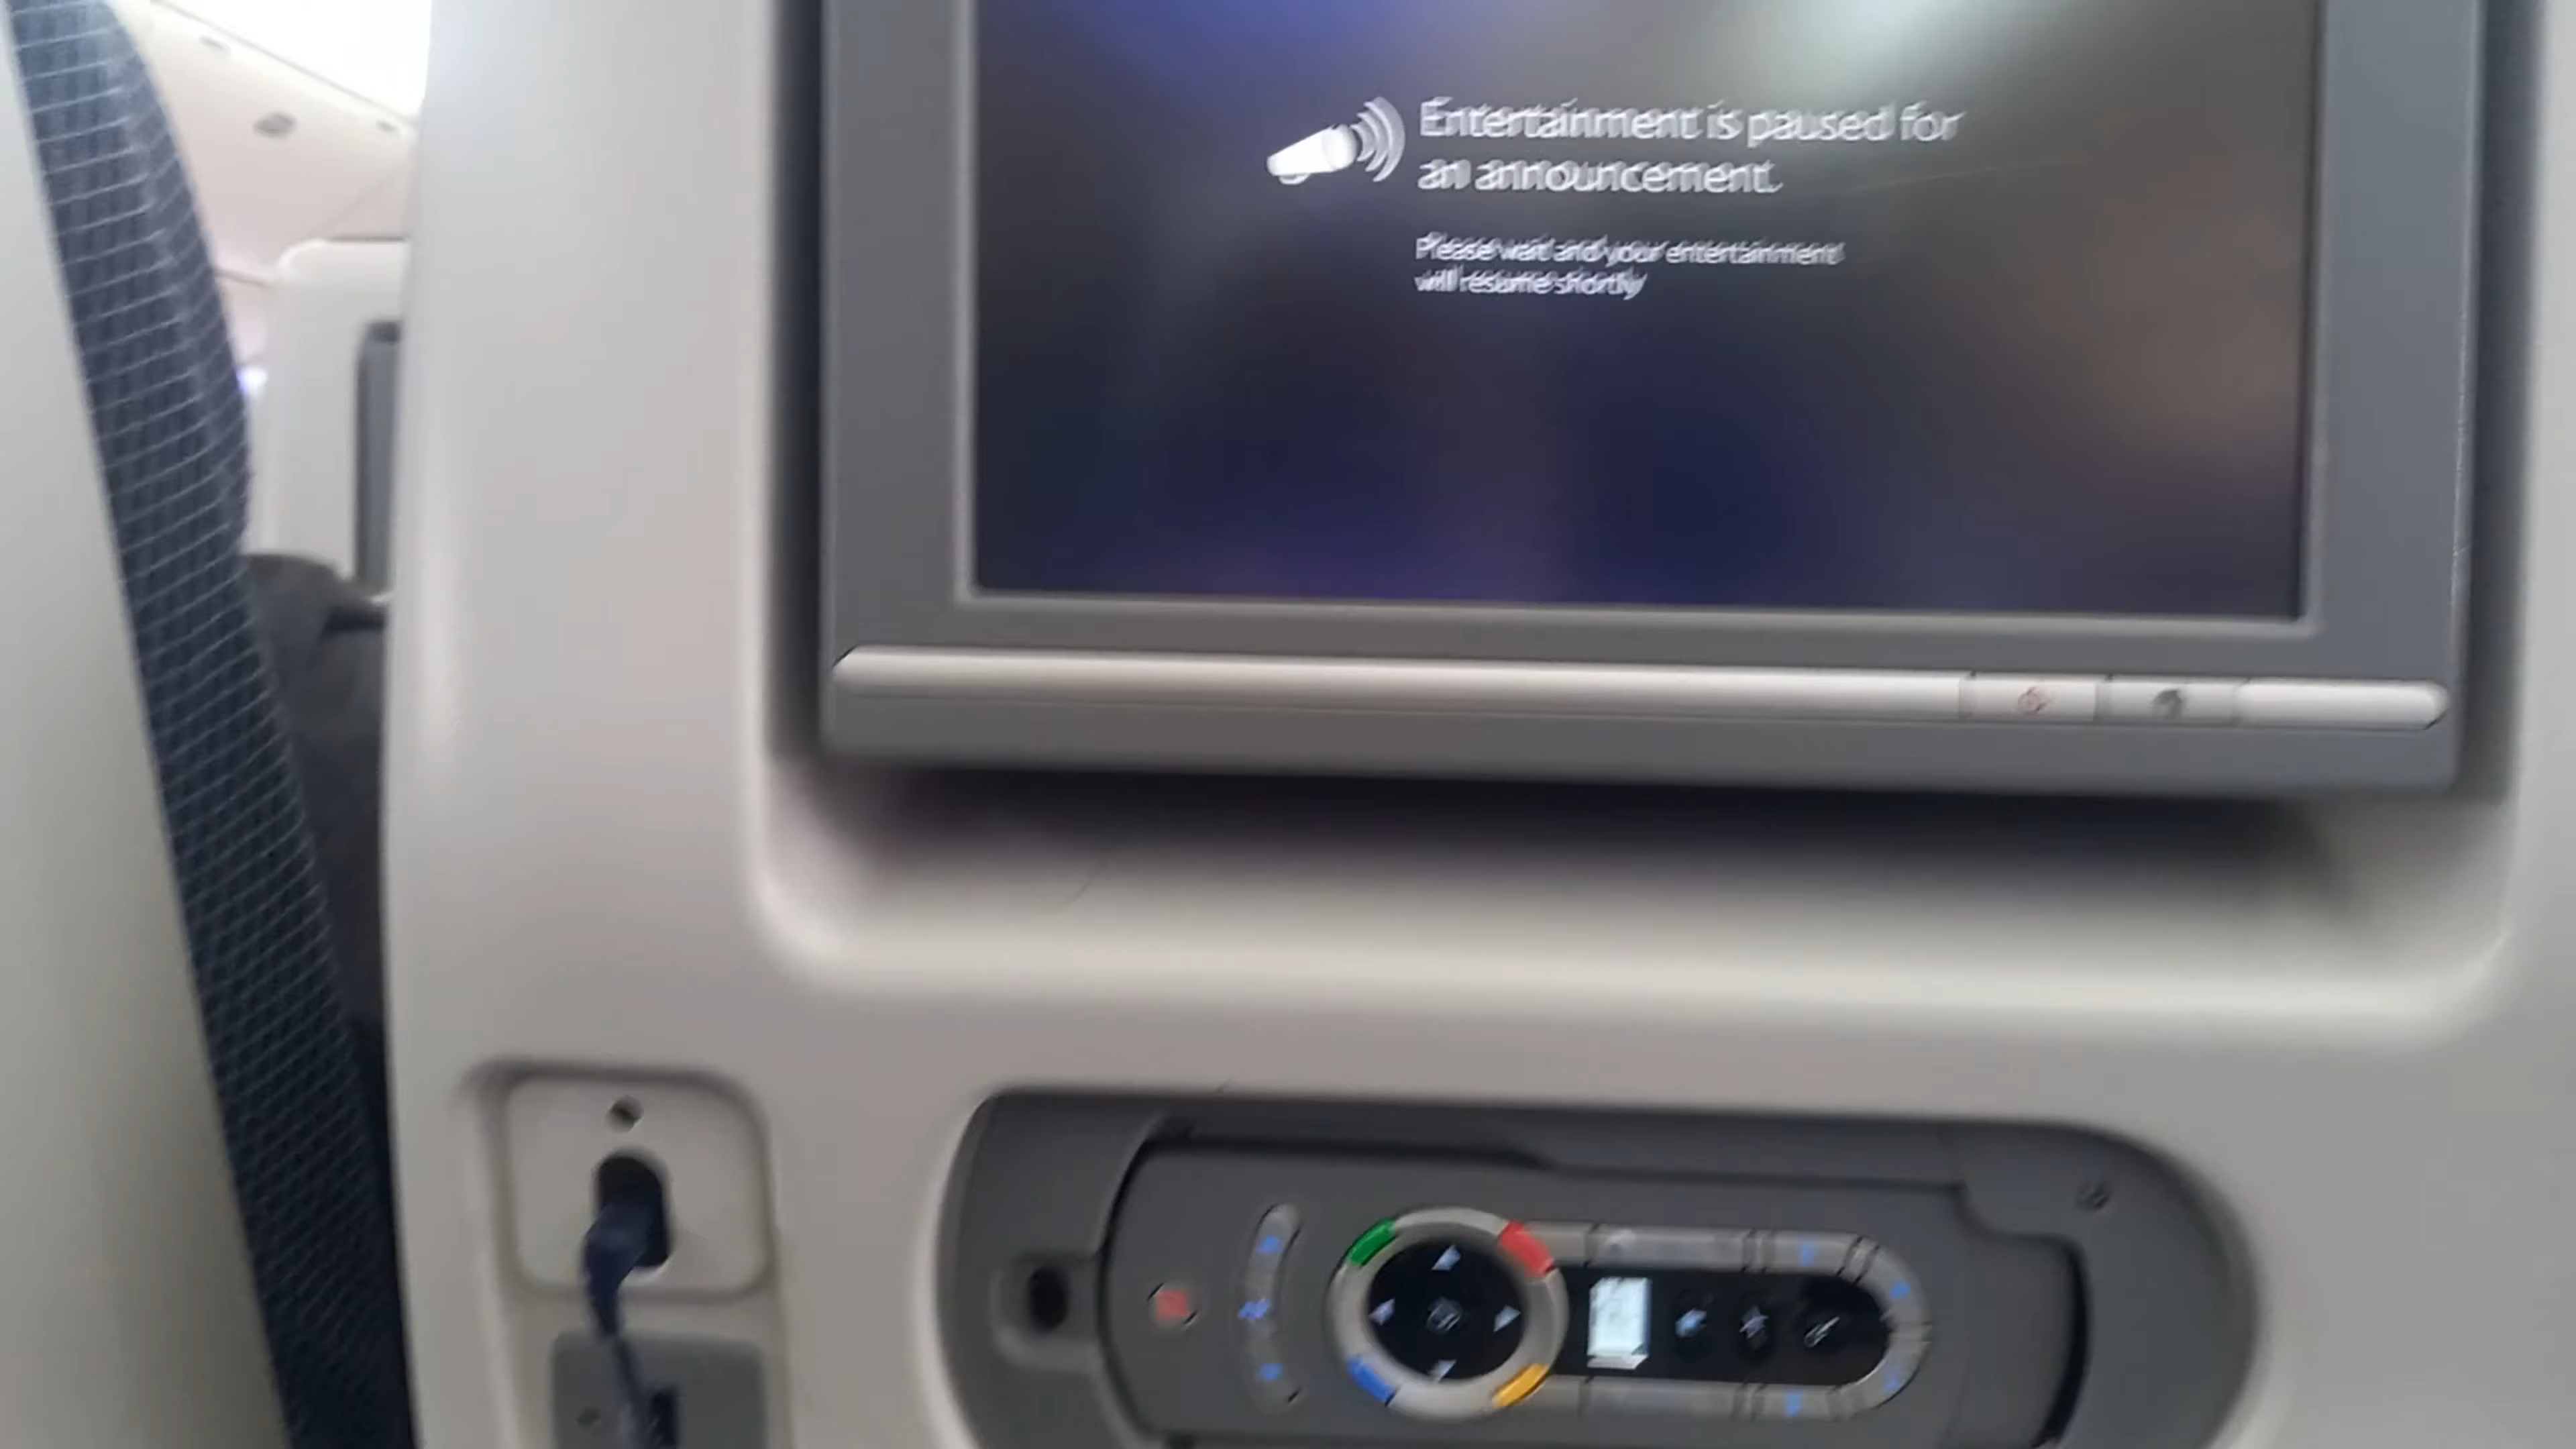 Entertainment is paused for
an announcement.
Please wait and your entertainment
will resume shortly